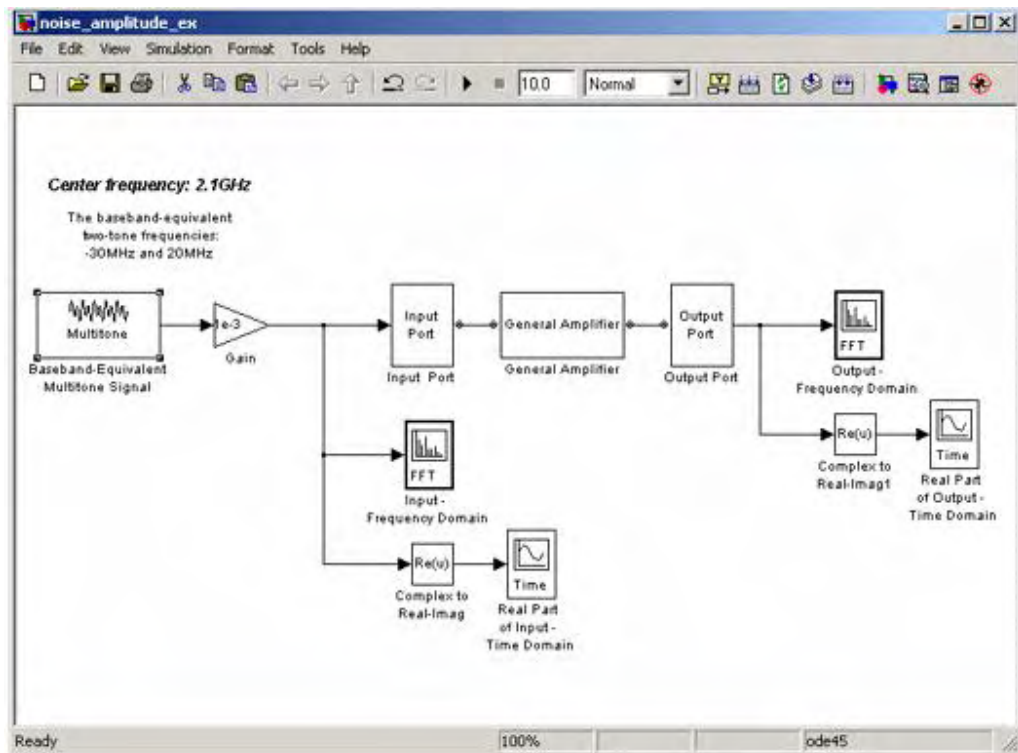 noise_amplitude_ex
File Edit View Simulation Format Tools Help
10.0 Normal
Center frequency: 2.1GHz
The baseband-equivalent
two-tone frequencies:
-30MHz and 20MHz
Multitone
Baseband-Equivalent
Multitone Signal
1e-3
Gain
Input
Port
Input Port
General Amplifier
General Amplifier
Output
Port
Output Port
FFT
Output -
Frequency Domain
Re(u)
Complex to
Real-Imag1
Time
Real Part
of Output -
Time Domain
FFT
Input -
Frequency Domain
Re(u)
Complex to
Real-Imag
Time
Real Part
of Input -
Time Domain
Ready 100% ode45